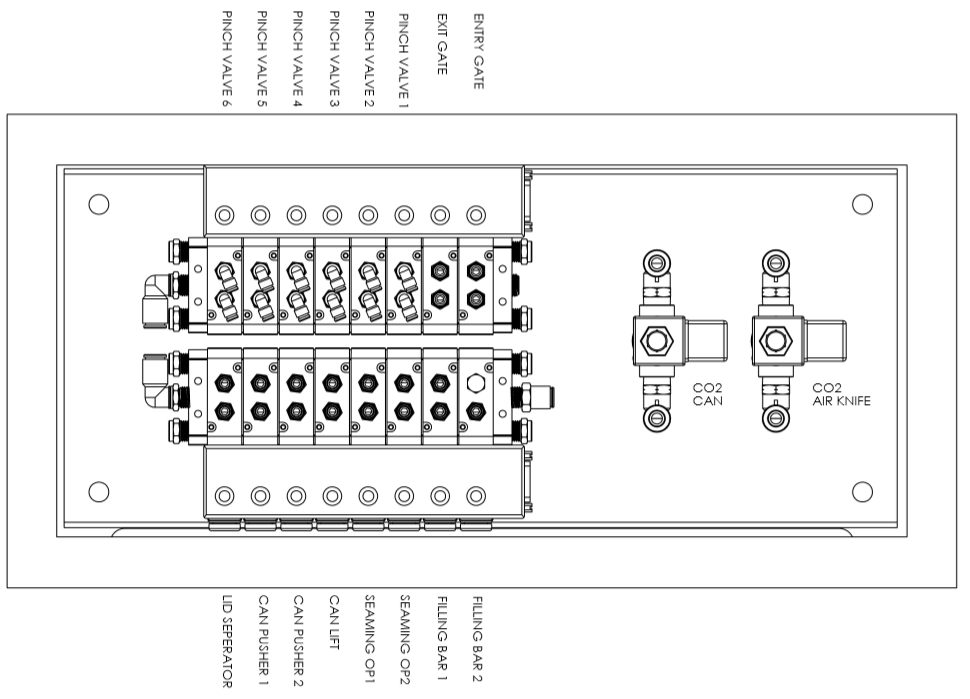 PINCH VALVE 6
PINCH VALVE 5
PINCH VALVE 4
PINCH VALVE 3
PINCH VALVE 2
PINCH VALVE 1
EXIT GATE
ENTRY GATE
CO2
CAN
CO2
AIR KNIFE
LID SEPERATOR
CAN PUSHER 1
CAN PUSHER 2
CAN LIFT
SEAMING OP1
SEAMING OP2
FILLING BAR 1
FILLING BAR 2